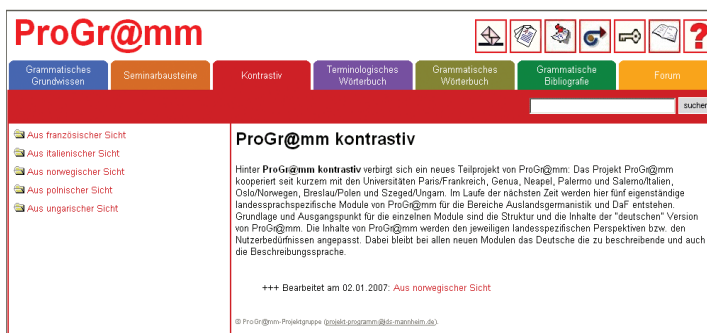 ProGr@mm
Grammatisches Grundwissen
Seminarbausteine
Kontrastiv
Terminologisches Wörterbuch
Grammatisches Wörterbuch
Grammatische Bibliografie
Forum
suchen
Aus französischer Sicht
Aus italienischer Sicht
Aus norwegischer Sicht
Aus polnischer Sicht
Aus ungarischer Sicht
ProGr@mm kontrastiv
Hinter ProGr@mm kontrastiv verbirgt sich ein neues Teilprojekt von ProGr@mm: Das Projekt ProGr@mm
kooperiert seit kurzem mit den Universitäten Paris/Frankreich, Genua, Neapel, Palermo und Salerno/Italien,
Oslo/Norwegen, Breslau/Polen und Szeged/Ungarn. Im Laufe der nächsten Zeit werden hier fünf eigenständige
landessprachspezifische Module von ProGr@mm für die Bereiche Auslandsgermanistik und DaF entstehen.
Grundlage und Ausgangspunkt für die einzelnen Module sind die Struktur und die Inhalte der "deutschen" Version
von ProGr@mm. Die Inhalte von ProGr@mm werden den jeweiligen landesspezifischen Perspektiven bzw. den
Nutzerbedürfnissen angepasst. Dabei bleibt bei allen neuen Modulen das Deutsche die zu beschreibende und auch
die Beschreibungssprache.
+++ Bearbeitet am 02.01.2007: Aus norwegischer Sicht
© ProGr@mm-Projektgruppe (projekt-programm@ids-mannheim.de).